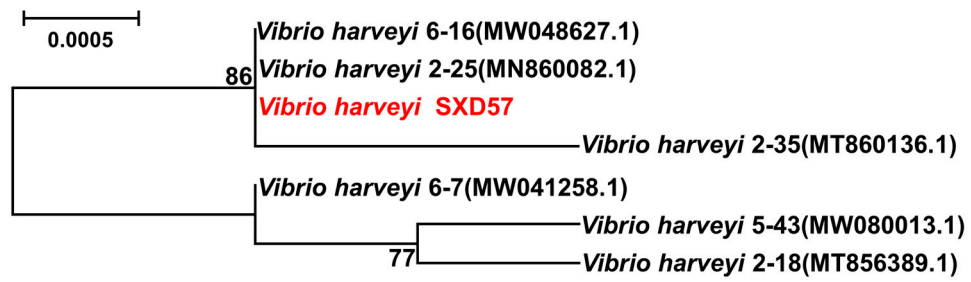 0.0005
Vibrio harveyi 6-16(MW048627.1)
86
Vibrio harveyi 2-25(MN860082.1)
Vibrio harveyi SXD57
Vibrio harveyi 2-35(MT860136.1)
Vibrio harveyi 6-7(MW041258.1)
Vibrio harveyi 5-43(MW080013.1)
77
Vibrio harveyi 2-18(MT856389.1)